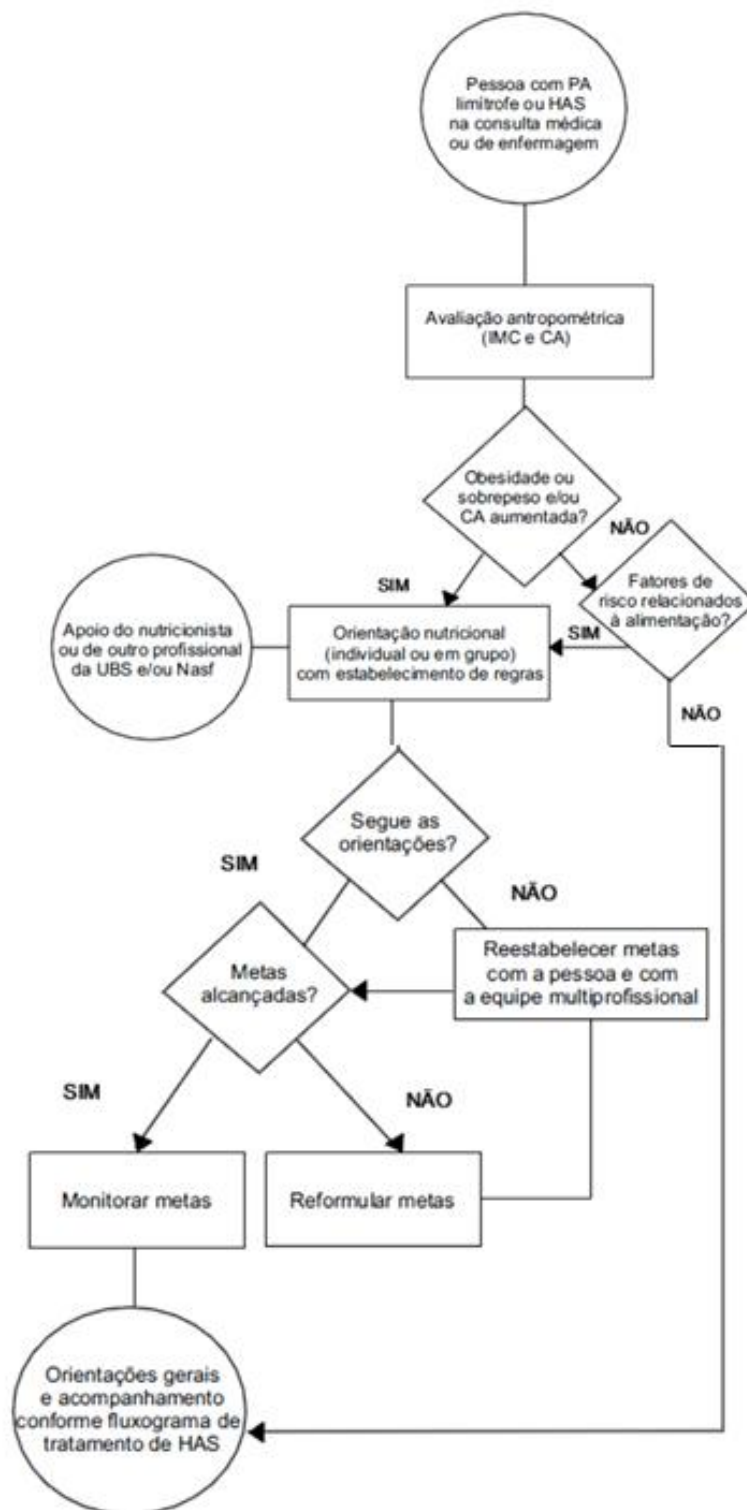 Pessoa com PA
limítrofe ou HAS
na consulta médica
ou de enfermagem
Avaliação antropométrica
(IMC e CA)
Obesidade ou
sobrepeso e/ou
CA aumentada?
NÃO
SIM
Fatores de
risco relacionados
à alimentação?
SIM
NÃO
Apoio do nutricionista
ou de outro profissional
da UBS e/ou Nasf
Orientação nutricional
(individual ou em grupo)
com estabelecimento de regras
Segue as
orientações?
SIM
NÃO
Metas
alcançadas?
Reestabelecer metas
com a pessoa e com
a equipe multiprofissional
SIM
NÃO
Monitorar metas
Reformular metas
Orientações gerais
e acompanhamento
conforme fluxograma de
tratamento de HAS